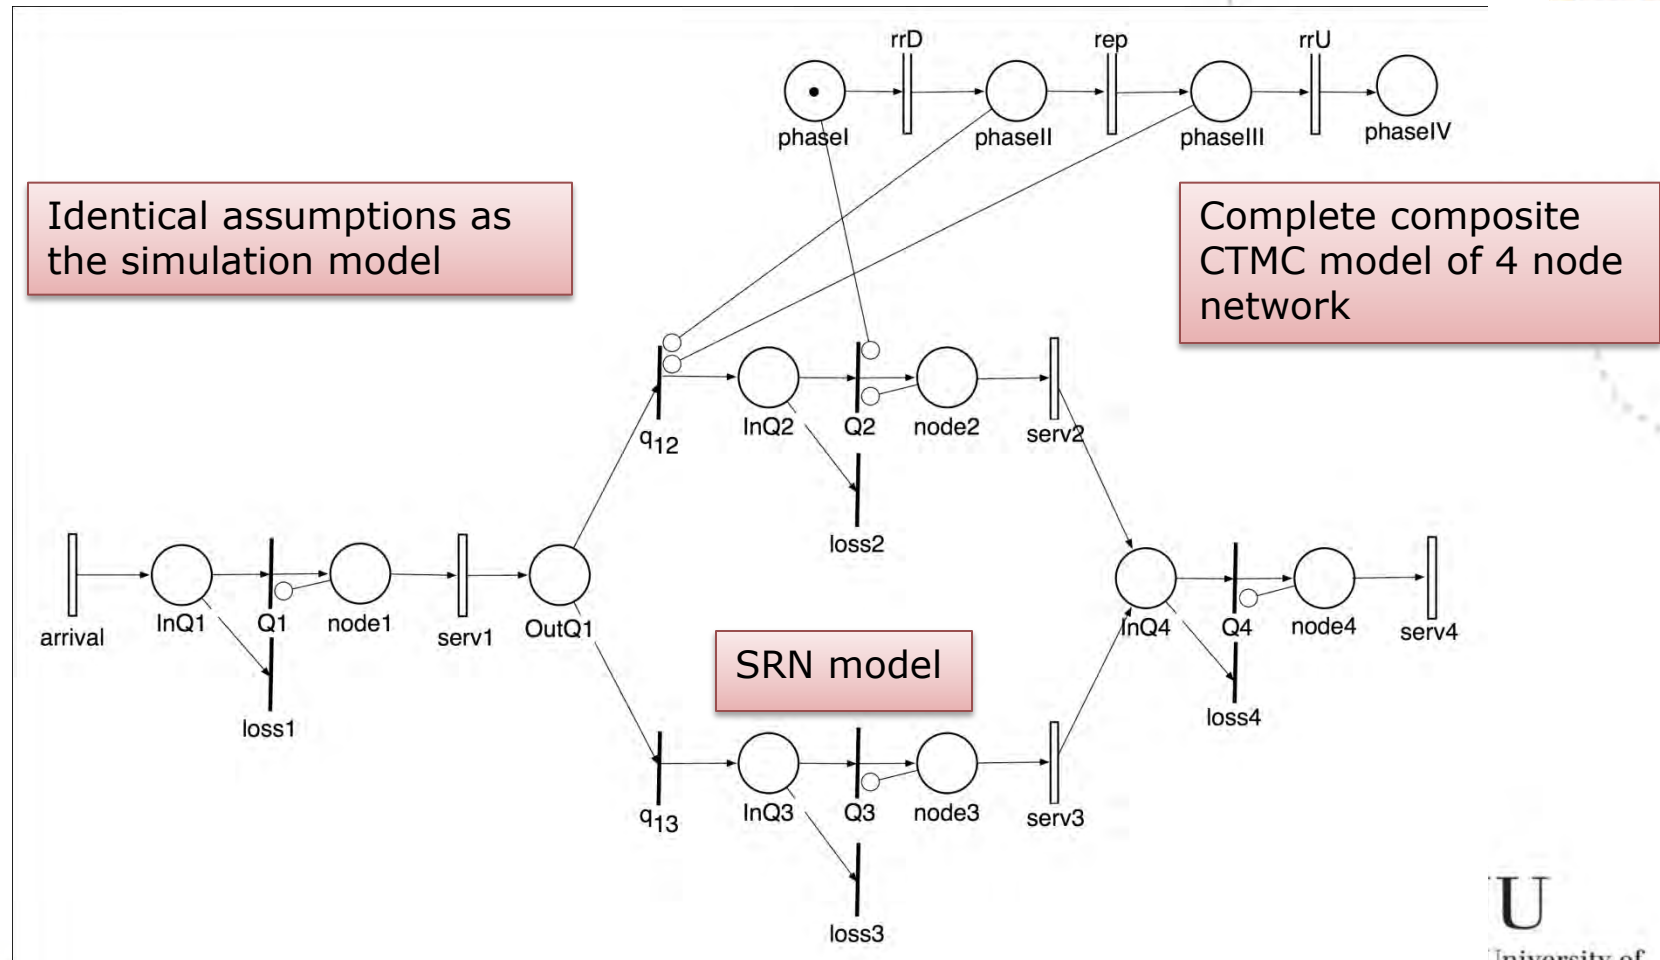 rrD
rep
rrU
phaseI
phaseII
phaseIII
phaseIV
Identical assumptions as
the simulation model
Complete composite
CTMC model of 4 node
network
q12
InQ2
Q2
node2
serv2
loss2
arrival
InQ1
Q1
node1
serv1
OutQ1
loss1
InQ4
Q4
node4
serv4
loss4
SRN model
q13
InQ3
Q3
node3
serv3
loss3
U
University of